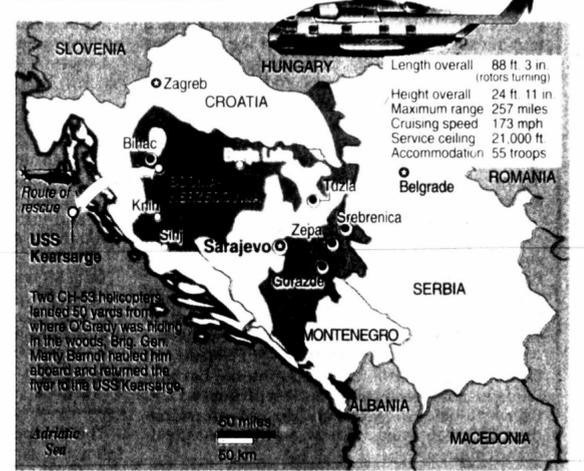 SLOVENIA
HUNGARY
Length overall 88 ft. 3 in.
(rotors turning)
Height overall 24 ft. 11 in.
Maximum range 257 miles
Cruising speed 173 mph
Service ceiling 21,000 ft.
Accommodation 55 troops
Zagreb
CROATIA
Bihac
Belgrade
ROMANIA
Tuzla
Route of
rescue
Knin
Srebrenica
Zepa
USS
Kearsarge
Sinj
Sarajevo
Gorazde
SERBIA
Two CH-53 helicopters
landed 50 yards from
where O'Grady was hiding
in the woods, Brig. Gen.
Marty Berndt hauled him
aboard and returned the
flyer to the USS Kearsarge.
MONTENEGRO
ALBANIA
MACEDONIA
Adriatic
Sea
50 miles
50 km